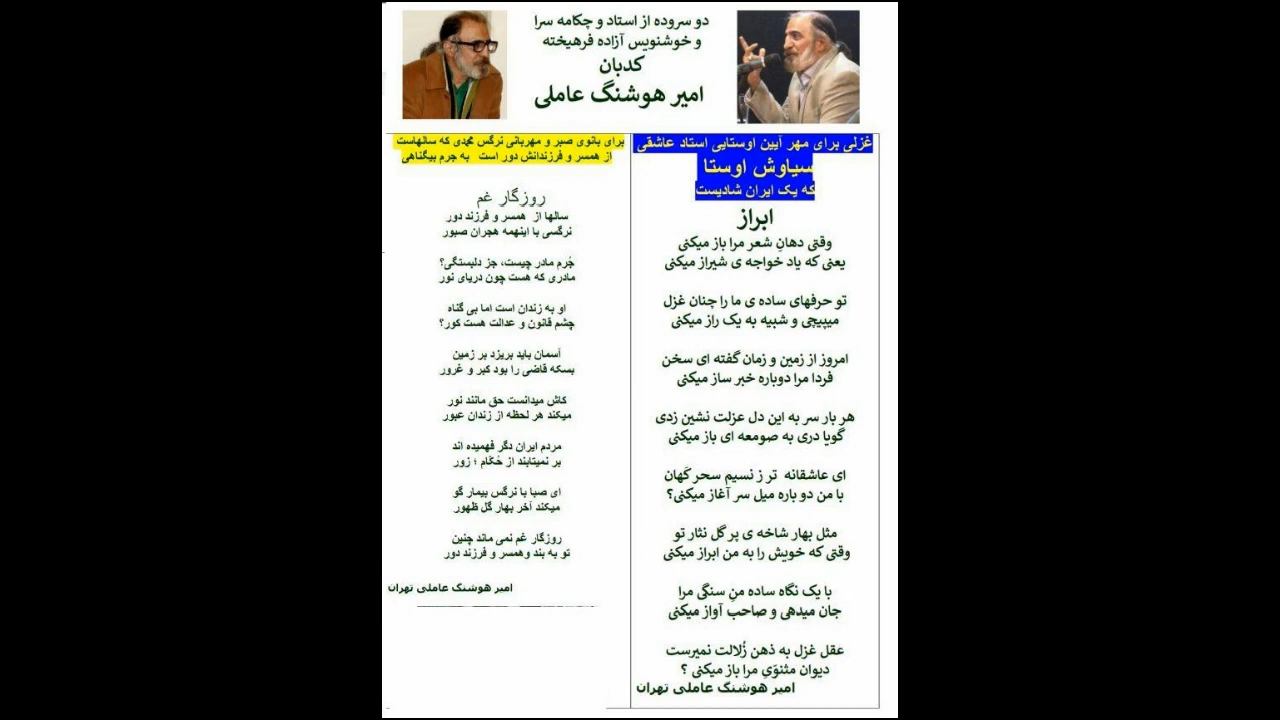 دو سروده از استاد و چکامه سرا
و خوشنویس آزاده فرهیخته
کدبان
امیر هوشنگ عاملی
غزلی برای مهر آیین اوستایی استاد عاشقی
سیاوش اوستا
که یک ایران شادیست
ابراز
وقتی دهانِ شعر مرا باز میکنی
یعنی که یاد خواجه ی شیراز میکنی
تو حرفهای ساده ی ما را چنان غزل
میپیچی و شبیه به یک راز میکنی
امروز از زمین و زمان گفته ای سخن
فردا مرا دوباره خبر ساز میکنی
هر بار سر به این دل عزلت نشین زدی
گویا دری به صومعه ای باز میکنی
ای عاشقانه تر ز نسیم سحر گهان
با من دو باره میل سر آغاز میکنی؟
مثل بهار شاخه ی پر گل نثار تو
وقتی که خویش را به من ابراز میکنی
با یک نگاه ساده منِ سنگی مرا
جان میدهی و صاحب آواز میکنی
عقل غزل به ذهن زُلالت نمیرست
دیوان مثنویِ مرا باز میکنی ؟
امیر هوشنگ عاملی تهران
برای بانوی صبر و مهربانی نرگس محمدی که سالهاست
از همسر و فرزندانش دور است به جرم بیگناهی
روزگارِ غم
سالها از همسر و فرزند دور
نرگسی با اینهمه هجران صبور
جُرم مادر چیست، جز دلبستگی؟
مادری که هست چون دریای نور
او به زندان است اما بی گناه
چشم قانون و عدالت هست کور؟
آسمان باید بریزد بر زمین
بسکه قاضی را بود کبر و غرور
کاش میدانست حق مانند نور
میکند هر لحظه از زندان عبور
مردم ایران دگر فهمیده اند
بر نمیتابند از حُکّام ؛ زور
ای صبا با نرگس بیمار گو
میکند آخر بهار گل ظهور
روزگار غم نمی ماند چنین
تو به بند وهمسر و فرزند دور
امیر هوشنگ عاملی تهران